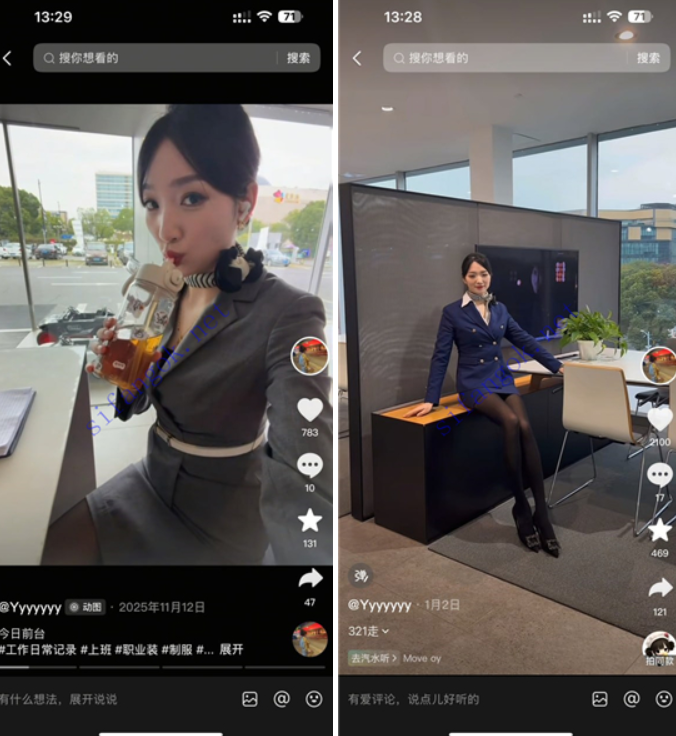 13:29
71
搜你想看的
搜索
783
10
131
47
@Yyyyyyy 动图 · 2025年11月12日
今日前台
#工作日常记录 #上班 #职业装 #制服 #... 展开
有什么想法，展开说说
13:28
71
搜你想看的
搜索
2100
17
469
121
弹
@Yyyyyyy · 1月2日
321走
去汽水听 Move oy
拍同款
有爱评论，说点儿好听的